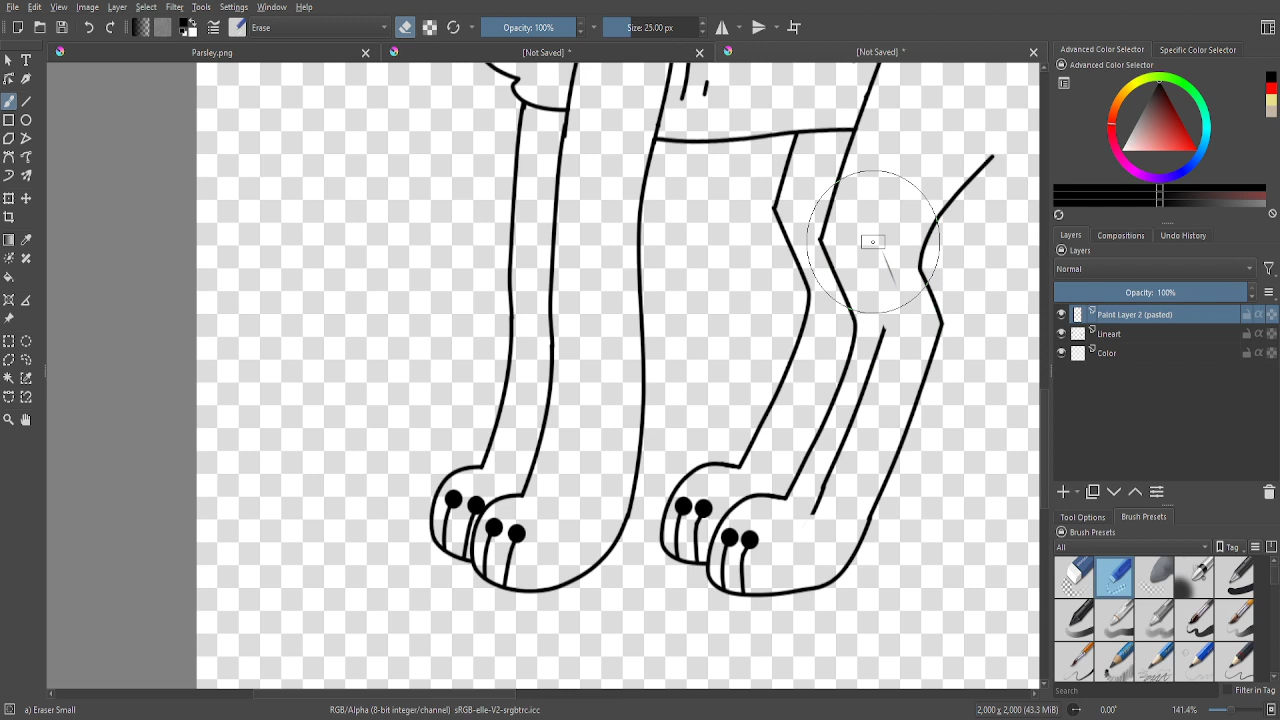 File Edit View Image Layer Select Filter Tools Settings Window Help
Erase Opacity: 100% Size: 25.00 px
Parsley.png [Not Saved] * [Not Saved] *
Advanced Color Selector Specific Color Selector
Advanced Color Selector
Layers Compositions Undo History
Layers
Normal
Opacity: 100%
Paint Layer 2 (pasted)
Lineart
Color
Tool Options Brush Presets
Brush Presets
All Tag
Search Filter in Tag
a) Eraser Small RGB/Alpha (8-bit integer/channel) sRGB-elle-V2-srgbtrc.icc 2,000 x 2,000 (43.3 MiB) 0.00° 141.4%